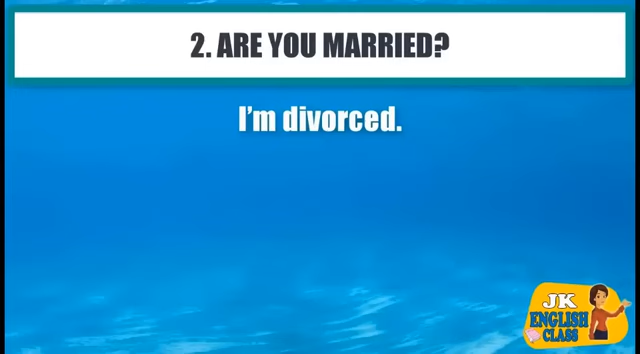 2. ARE YOU MARRIED?
I'm divorced.
JK
ENGLISH
CLASS